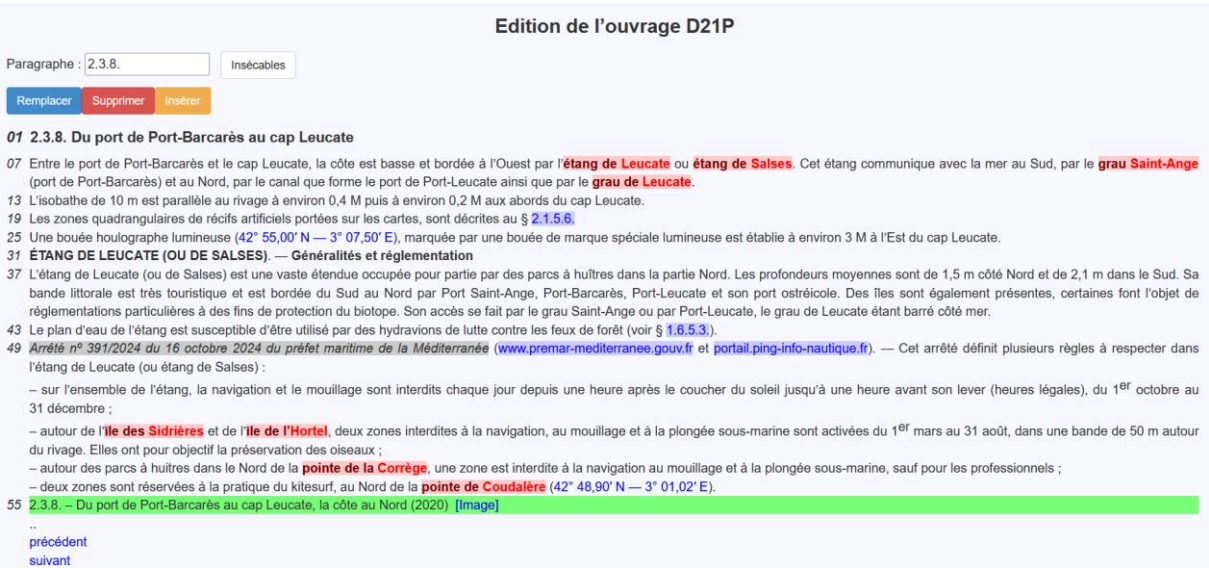 Edition de l’ouvrage D21P
Paragraphe : 2.3.8. Insécables
Remplacer Supprimer Insérer
01 2.3.8. Du port de Port-Barcarès au cap Leucate
07 Entre le port de Port-Barcarès et le cap Leucate, la côte est basse et bordée à l’Ouest par l’étang de Leucate ou étang de Salses. Cet étang communique avec la mer au Sud, par le grau Saint-Ange
(port de Port-Barcarès) et au Nord, par le canal que forme le port de Port-Leucate ainsi que par le grau de Leucate.
13 L’isobathe de 10 m est parallèle au rivage à environ 0,4 M puis à environ 0,2 M aux abords du cap Leucate.
19 Les zones quadrangulaires de récifs artificiels portées sur les cartes, sont décrites au § 2.1.5.6.
25 Une bouée houlographe lumineuse (42° 55,00′ N — 3° 07,50′ E), marquée par une bouée de marque spéciale lumineuse est établie à environ 3 M à l’Est du cap Leucate.
31 ÉTANG DE LEUCATE (OU DE SALSES). — Généralités et réglementation
37 L’étang de Leucate (ou de Salses) est une vaste étendue occupée pour partie par des parcs à huîtres dans la partie Nord. Les profondeurs moyennes sont de 1,5 m côté Nord et de 2,1 m dans le Sud. Sa
bande littorale est très touristique et est bordée du Sud au Nord par Port Saint-Ange, Port-Barcarès, Port-Leucate et son port ostréicole. Des îles sont également présentes, certaines font l’objet de
réglementations particulières à des fins de protection du biotope. Son accès se fait par le grau Saint-Ange ou par Port-Leucate, le grau de Leucate étant barré côté mer.
43 Le plan d’eau de l’étang est susceptible d’être utilisé par des hydravions de lutte contre les feux de forêt (voir § 1.6.5.3.).
49 Arrêté nº 391/2024 du 16 octobre 2024 du préfet maritime de la Méditerranée (www.premar-mediterranee.gouv.fr et portail.ping-info-nautique.fr). — Cet arrêté définit plusieurs règles à respecter dans
l’étang de Leucate (ou étang de Salses) :
– sur l’ensemble de l’étang, la navigation et le mouillage sont interdits chaque jour depuis une heure après le coucher du soleil jusqu’à une heure avant son lever (heures légales), du 1er octobre au
31 décembre ;
– autour de l’île des Sidrières et de l’île de l’Hortel, deux zones interdites à la navigation, au mouillage et à la plongée sous-marine sont activées du 1er mars au 31 août, dans une bande de 50 m autour
du rivage. Elles ont pour objectif la préservation des oiseaux ;
– autour des parcs à huitres dans le Nord de la pointe de la Corrège, une zone est interdite à la navigation au mouillage et à la plongée sous-marine, sauf pour les professionnels ;
– deux zones sont réservées à la pratique du kitesurf, au Nord de la pointe de Coudalère (42° 48,90′ N — 3° 01,02′ E).
55 2.3.8. – Du port de Port-Barcarès au cap Leucate, la côte au Nord (2020) [Image]
..
précédent
suivant